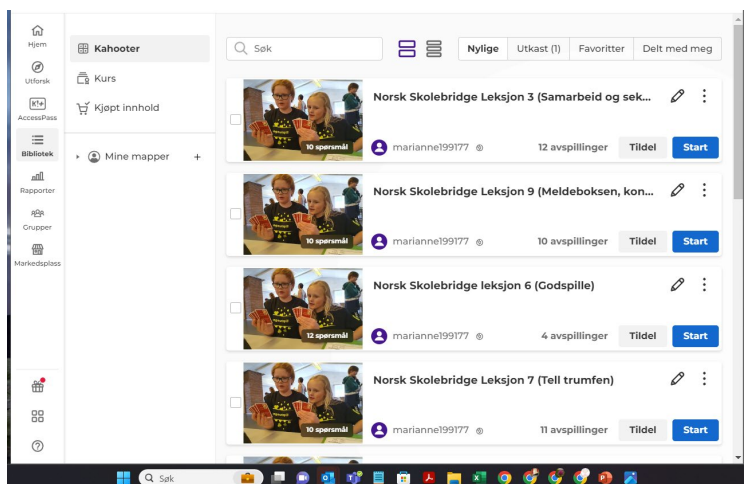 Hjem
Utforsk
K!+
AccessPass
Bibliotek
Rapporter
Grupper
Markedsplass
Kahooter
Kurs
Kjøpt innhold
Mine mapper +
Søk
Nylige Utkast (1) Favoritter Delt med meg
Norsk Skolebridge Leksjon 3 (Samarbeid og sek...
10 spørsmål
marianne199177 12 avspillinger Tildel Start
Norsk Skolebridge Leksjon 9 (Meldeboksen, kon...
10 spørsmål
marianne199177 10 avspillinger Tildel Start
Norsk Skolebridge leksjon 6 (Godspille)
12 spørsmål
marianne199177 4 avspillinger Tildel Start
Norsk Skolebridge Leksjon 7 (Tell trumfen)
10 spørsmål
marianne199177 11 avspillinger Tildel Start
Søk